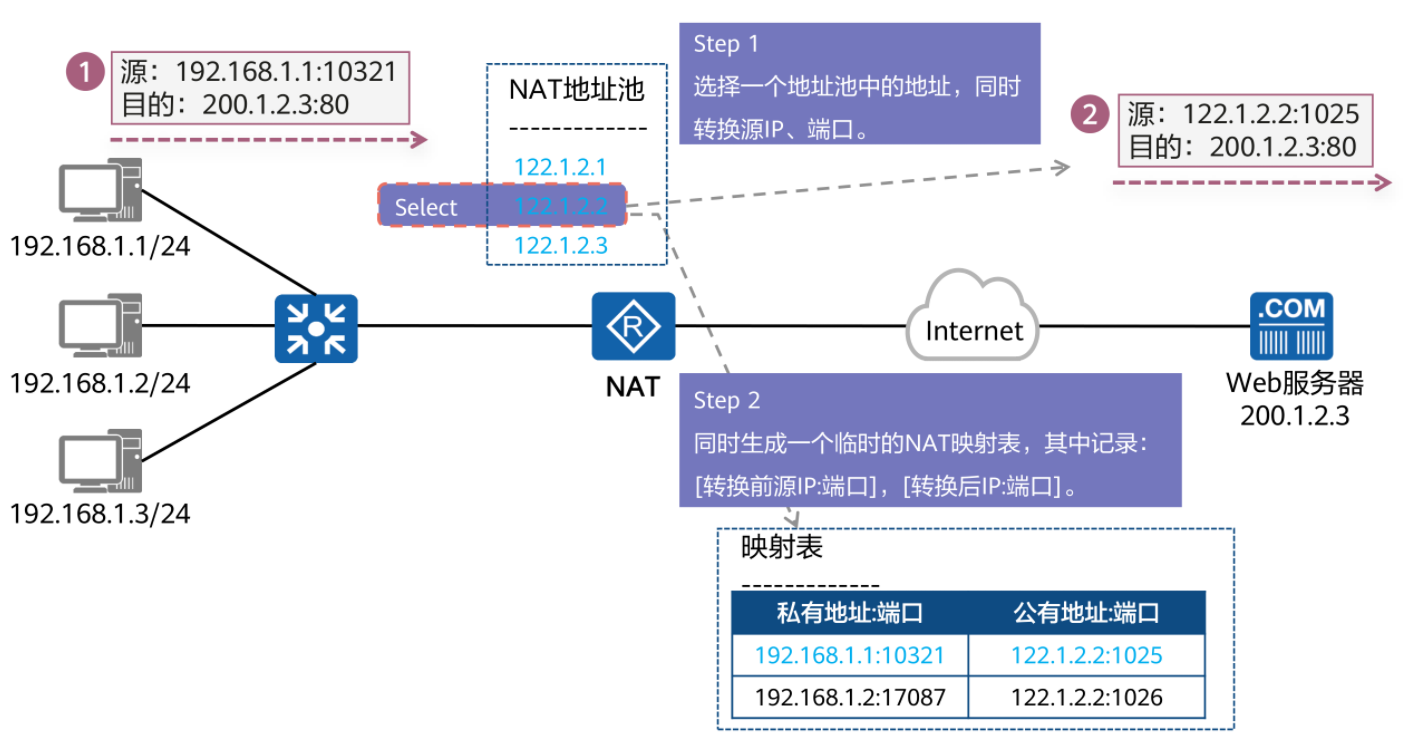 1
源：192.168.1.1:10321
目的：200.1.2.3:80
NAT地址池
-------------
122.1.2.1
Select 122.1.2.2
122.1.2.3
Step 1
选择一个地址池中的地址，同时
转换源IP、端口。
2
源：122.1.2.2:1025
目的：200.1.2.3:80
192.168.1.1/24
192.168.1.2/24
192.168.1.3/24
R
NAT
Internet
.COM
Web服务器
200.1.2.3
Step 2
同时生成一个临时的NAT映射表，其中记录：
[转换前源IP:端口]，[转换后IP:端口]。
映射表
-------------
私有地址:端口 公有地址:端口
192.168.1.1:10321 122.1.2.2:1025
192.168.1.2:17087 122.1.2.2:1026